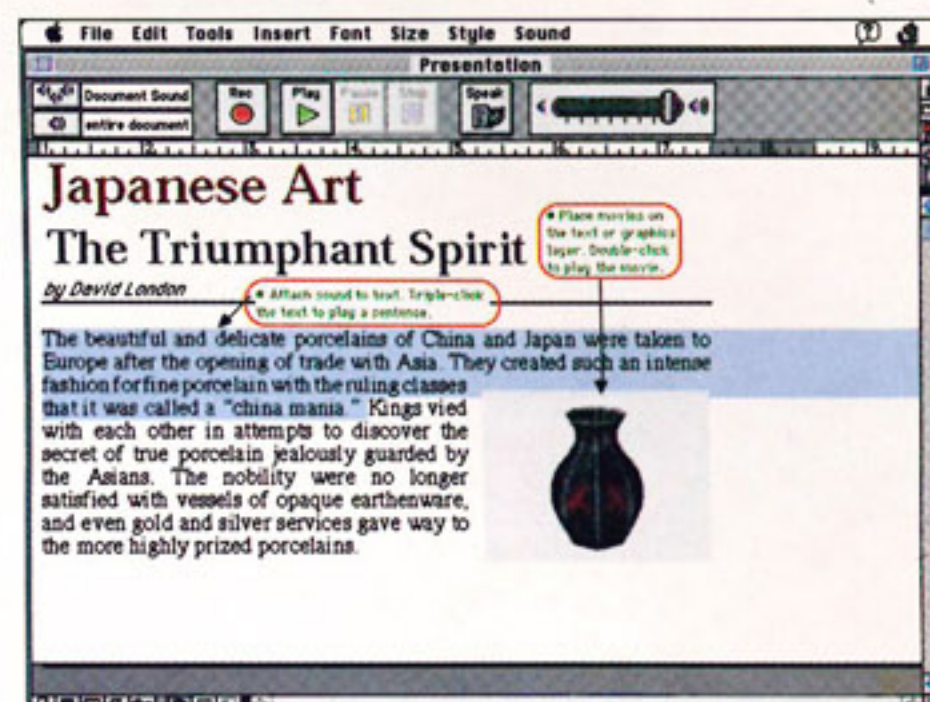 File Edit Tools Insert Font Size Style Sound
Presentation
Document Sound
entire document
Rec
Play
Pause
Stop
Speak
Japanese Art
The Triumphant Spirit
by David London
• Place movies on
the text or graphics
layer. Double-click
to play the movie.
• Attach sound to text. Triple-click
the text to play a sentence.
The beautiful and delicate porcelains of China and Japan were taken to
Europe after the opening of trade with Asia. They created such an intense
fashion for fine porcelain with the ruling classes
that it was called a "china mania." Kings vied
with each other in attempts to discover the
secret of true porcelain jealously guarded by
the Asians. The nobility were no longer
satisfied with vessels of opaque earthenware,
and even gold and silver services gave way to
the more highly prized porcelains.